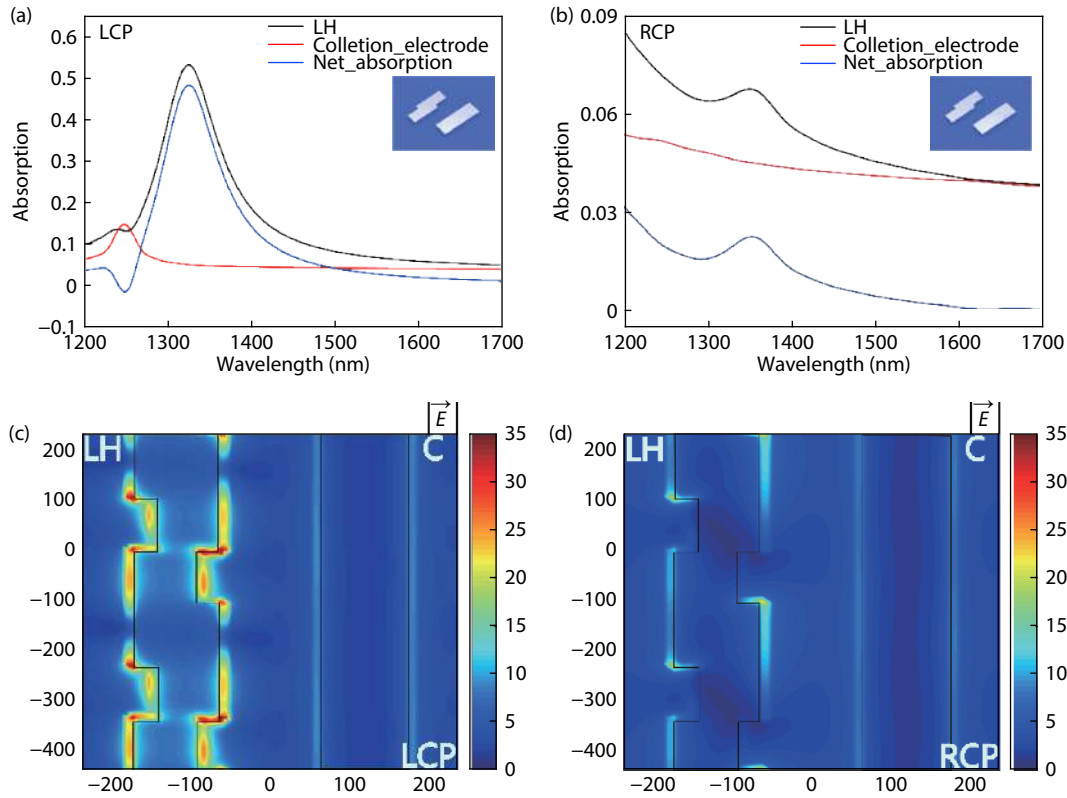 (a)
LCP
LH
Colletion_electrode
Net_absorption
0.6
0.5
0.4
0.3
0.2
0.1
0
−0.1
Absorption
1200
1300
1400
1500
1600
1700
Wavelength (nm)
(b)
RCP
LH
Colletion_electrode
Net_absorption
0.09
0.06
0.03
0
Absorption
1200
1300
1400
1500
1600
1700
Wavelength (nm)
(c)
E
LH
C
LCP
200
100
0
−100
−200
−300
−400
−200
−100
0
100
200
35
30
25
20
15
10
5
0
(d)
E
LH
C
RCP
200
100
0
−100
−200
−300
−400
−200
−100
0
100
200
35
30
25
20
15
10
5
0